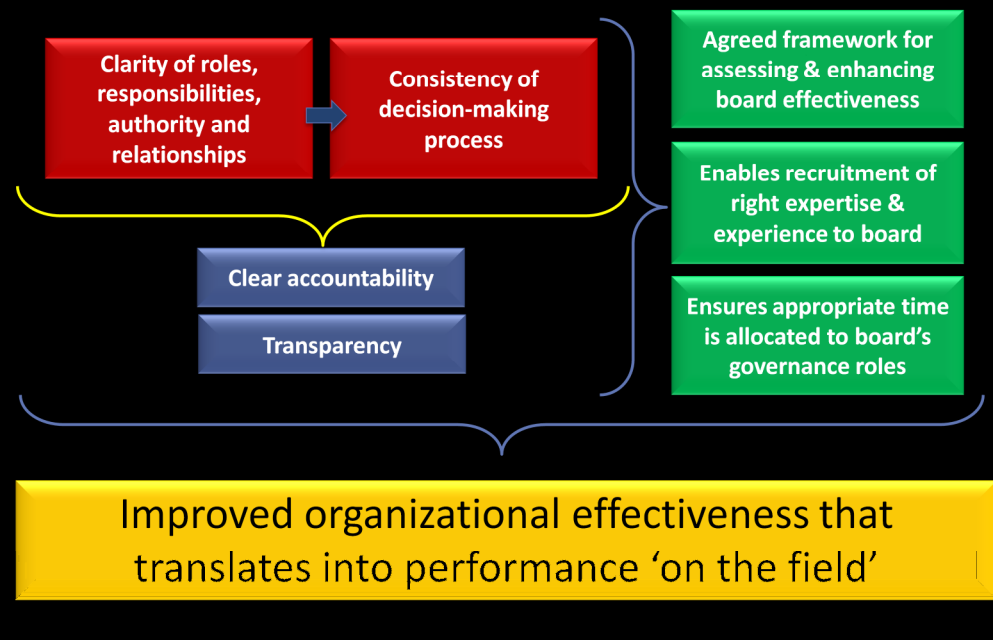 Clarity of roles,
responsibilities,
authority and
relationships
Consistency of
decision-making
process
Clear accountability
Transparency
Agreed framework for
assessing & enhancing
board effectiveness
Enables recruitment of
right expertise &
experience to board
Ensures appropriate time
is allocated to board’s
governance roles
Improved organizational effectiveness that
translates into performance ‘on the field’